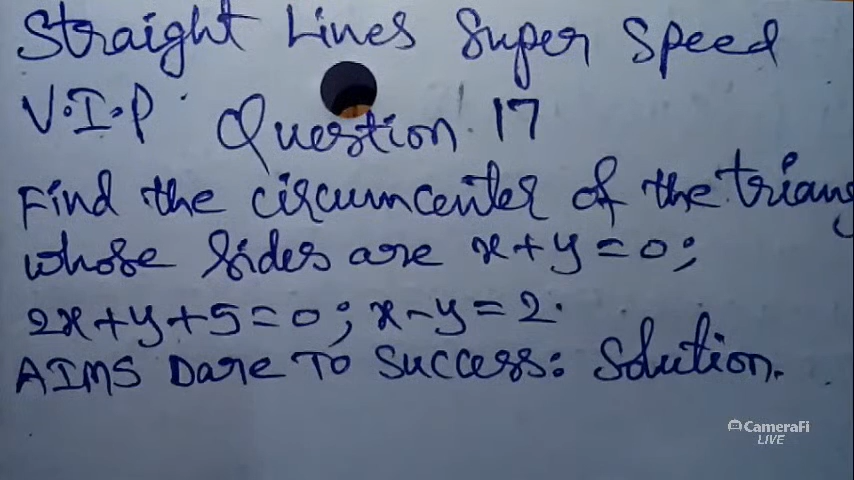 Straight Lines Super Speed
V.I.P. Question 17
Find the circumcenter of the triang
whose sides are x+y=0;
2x+y+5=0; x-y=2.
AIMS Dare To Success: Solution.
CameraFi
LIVE